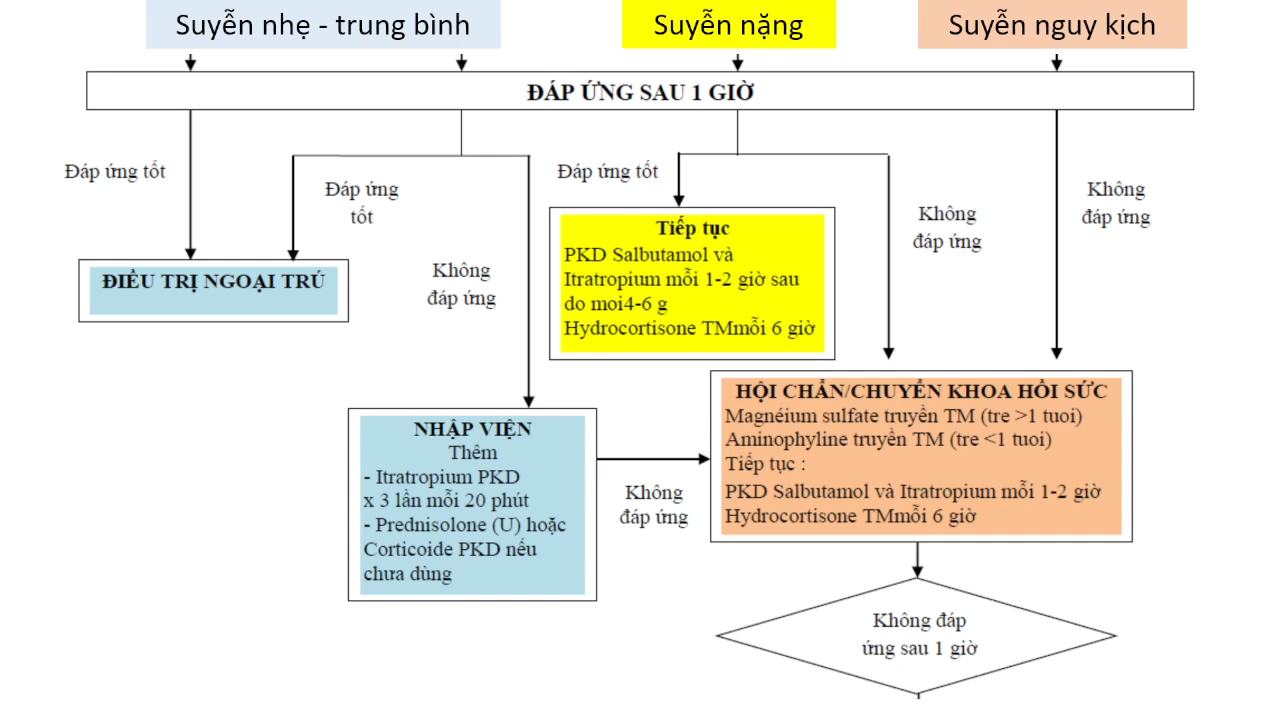 Suyễn nhẹ - trung bình
Suyễn nặng
Suyễn nguy kịch
ĐÁP ỨNG SAU 1 GIỜ
Đáp ứng tốt
Đáp ứng
tốt
Không
đáp ứng
Đáp ứng tốt
Không
đáp ứng
Không
đáp ứng
ĐIỀU TRỊ NGOẠI TRÚ
Tiếp tục
PKD Salbutamol và
Itratropium mỗi 1-2 giờ sau
do moi4-6 g
Hydrocortisone TMmỗi 6 giờ
NHẬP VIỆN
Thêm
- Itratropium PKD
x 3 lần mỗi 20 phút
- Prednisolone (U) hoặc
Corticoide PKD nếu
chưa dùng
Không
đáp ứng
HỘI CHẨN/CHUYỂN KHOA HỒI SỨC
Magnéium sulfate truyền TM (tre >1 tuoi)
Aminophyline truyền TM (tre <1 tuoi)
Tiếp tục :
PKD Salbutamol và Itratropium mỗi 1-2 giờ
Hydrocortisone TMmỗi 6 giờ
Không đáp
ứng sau 1 giờ